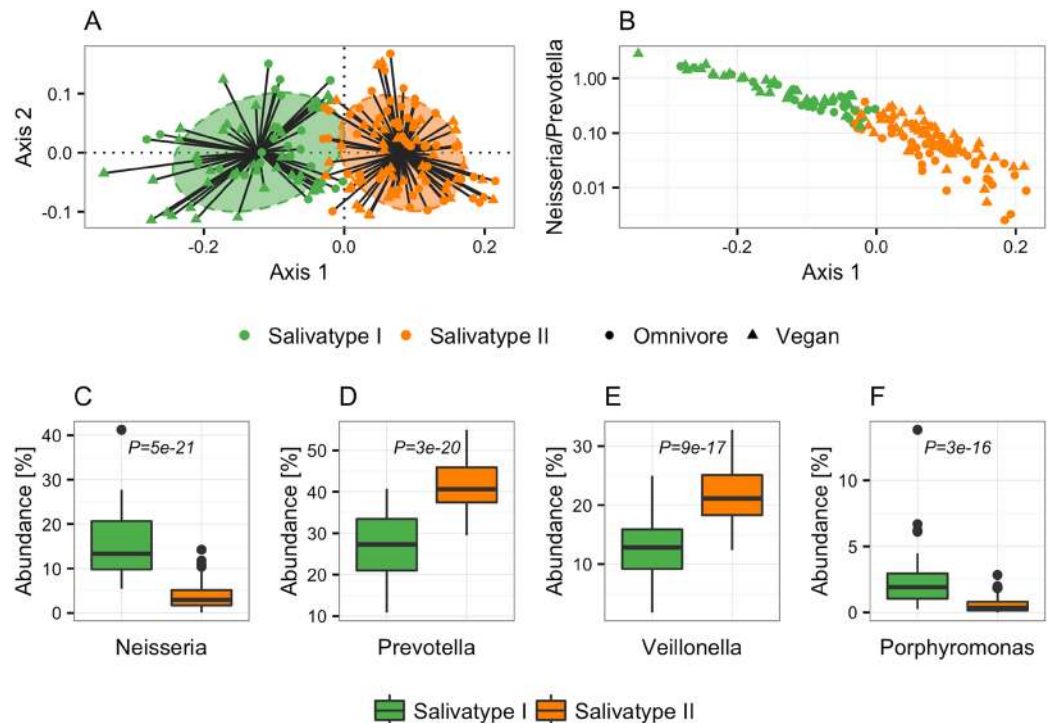 A
B
Axis 2
0.1
0.0
-0.1
-0.2
0.0
0.2
Axis 1
Neisseria/Prevotella
1.00
0.10
0.01
-0.2
0.0
0.2
Axis 1
Salivatype I
Salivatype II
Omnivore
Vegan
C
D
E
F
Abundance [%]
40
30
20
10
0
P=5e-21
Neisseria
Abundance [%]
50
40
30
20
10
P=3e-20
Prevotella
Abundance [%]
30
20
10
P=9e-17
Veillonella
Abundance [%]
10
5
0
P=3e-16
Porphyromonas
Salivatype I
Salivatype II